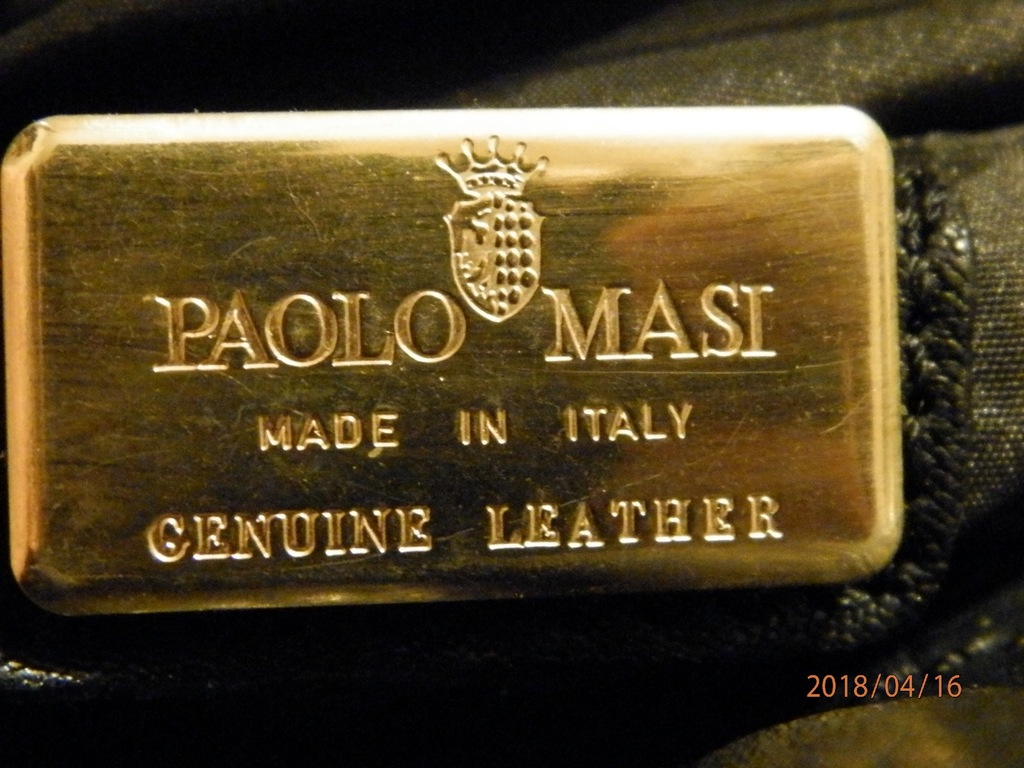 PAOLO MASI
MADE IN ITALY
GENUINE LEATHER
2018/04/16